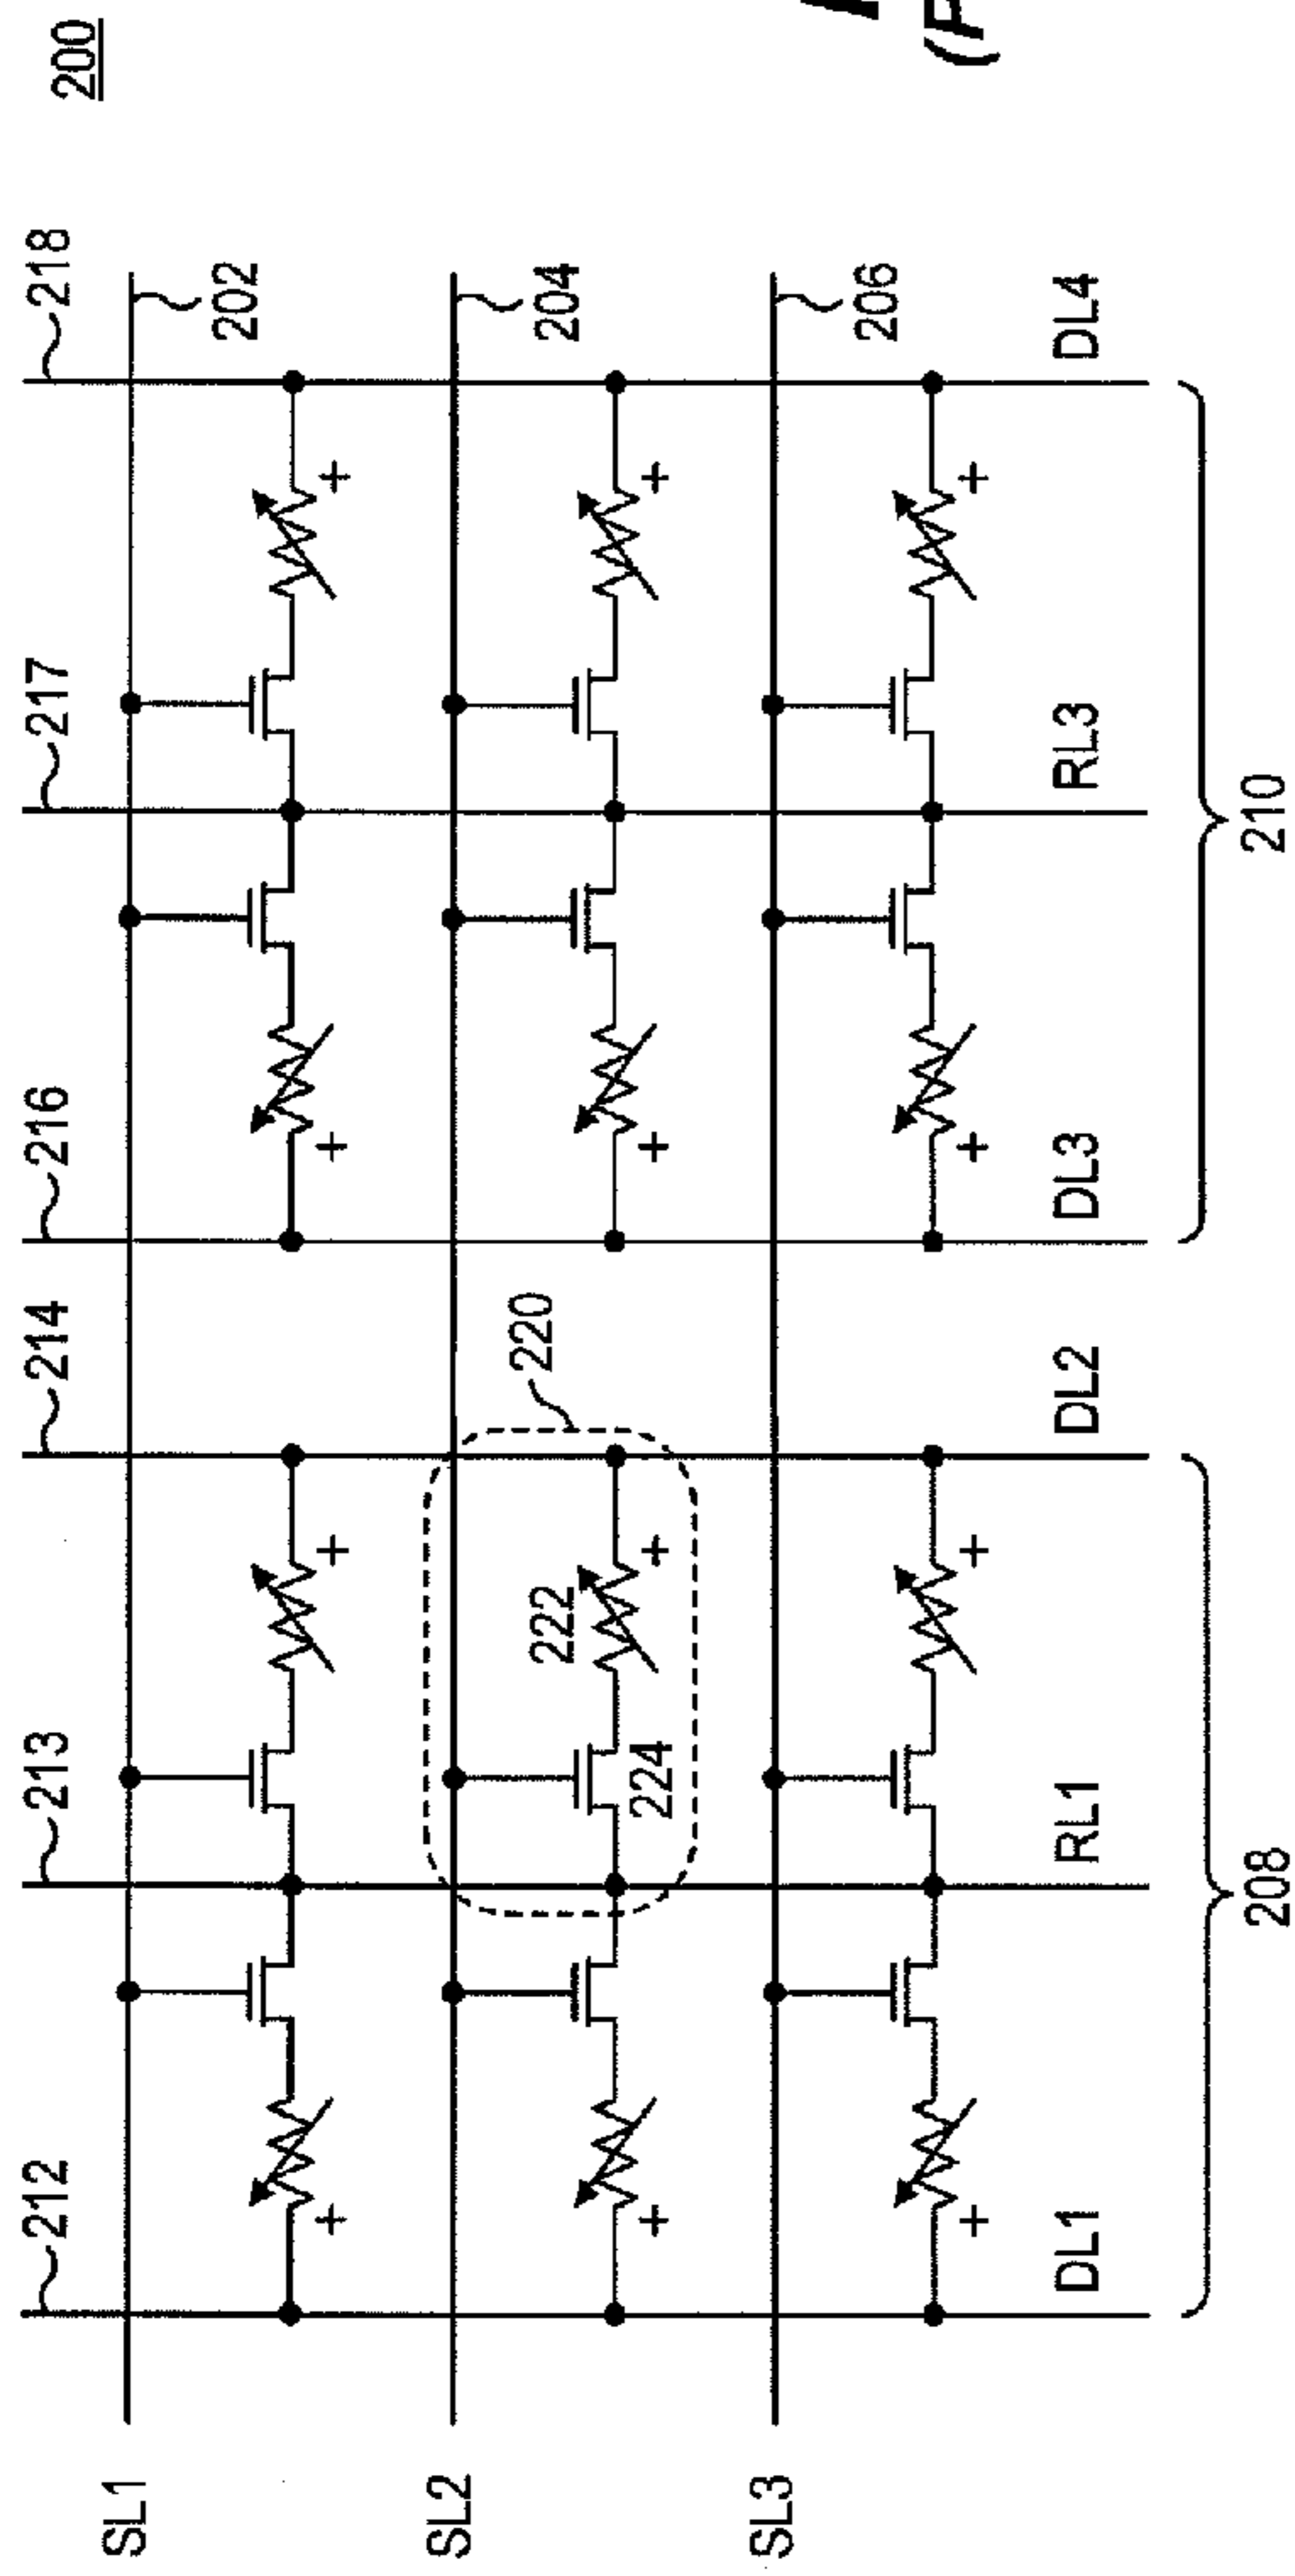 212 213 214 216 217 218
200
SL1
202
+ + + +
SL2
220
204
222
224
+ + + +
SL3
206
+ + + +
DL1 RL1 DL2 DL3 RL3 DL4
208 210
(P